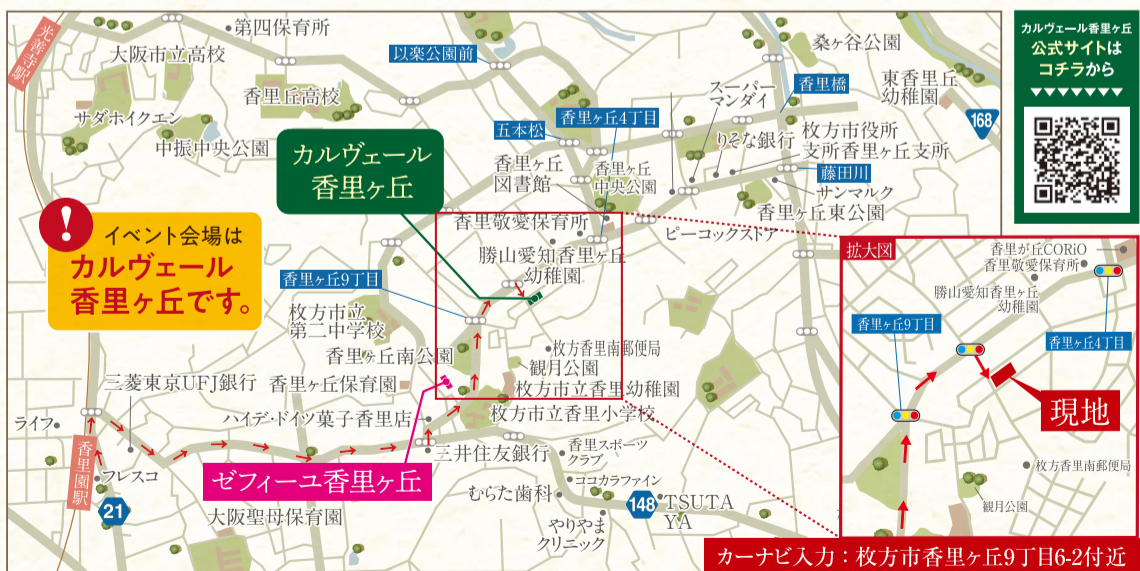 光善寺駅
第四保育所
大阪市立高校
以楽公園前
桑ヶ谷公園
香里丘高校
サダホイクエン
中振中央公園
スーパー
マンダイ
香里橋
東香里丘
幼稚園
168
香里ヶ丘4丁目
五本松
りそな銀行
枚方市役所
支所香里ヶ丘支所
香里ヶ丘
図書館
香里ヶ丘
中央公園
藤田川
サンマルク
香里ヶ丘東公園
カルヴェール
香里ヶ丘
香里敬愛保育所
ピーコックストア
勝山愛知香里ヶ丘
幼稚園
!
イベント会場は
カルヴェール
香里ヶ丘です。
香里ヶ丘9丁目
枚方市立
第二中学校
香里ヶ丘南公園
枚方香里南郵便局
観月公園
枚方市立香里幼稚園
三菱東京UFJ銀行
香里ヶ丘保育園
枚方市立香里小学校
ハイデ・ドイツ菓子香里店
ライフ
香里園駅
フレスコ
三井住友銀行
香里スポーツ
クラブ
ゼフィーユ香里ヶ丘
ココカラファイン
むらた歯科
21
148
TSUTA
YA
大阪聖母保育園
やりやま
クリニック
カルヴェール香里ヶ丘
公式サイトは
コチラから
拡大図
香里が丘CORiO
香里敬愛保育所
勝山愛知香里ヶ丘
幼稚園
香里ヶ丘9丁目
香里ヶ丘4丁目
現地
枚方香里南郵便局
観月公園
カーナビ入力：枚方市香里ヶ丘9丁目6-2付近